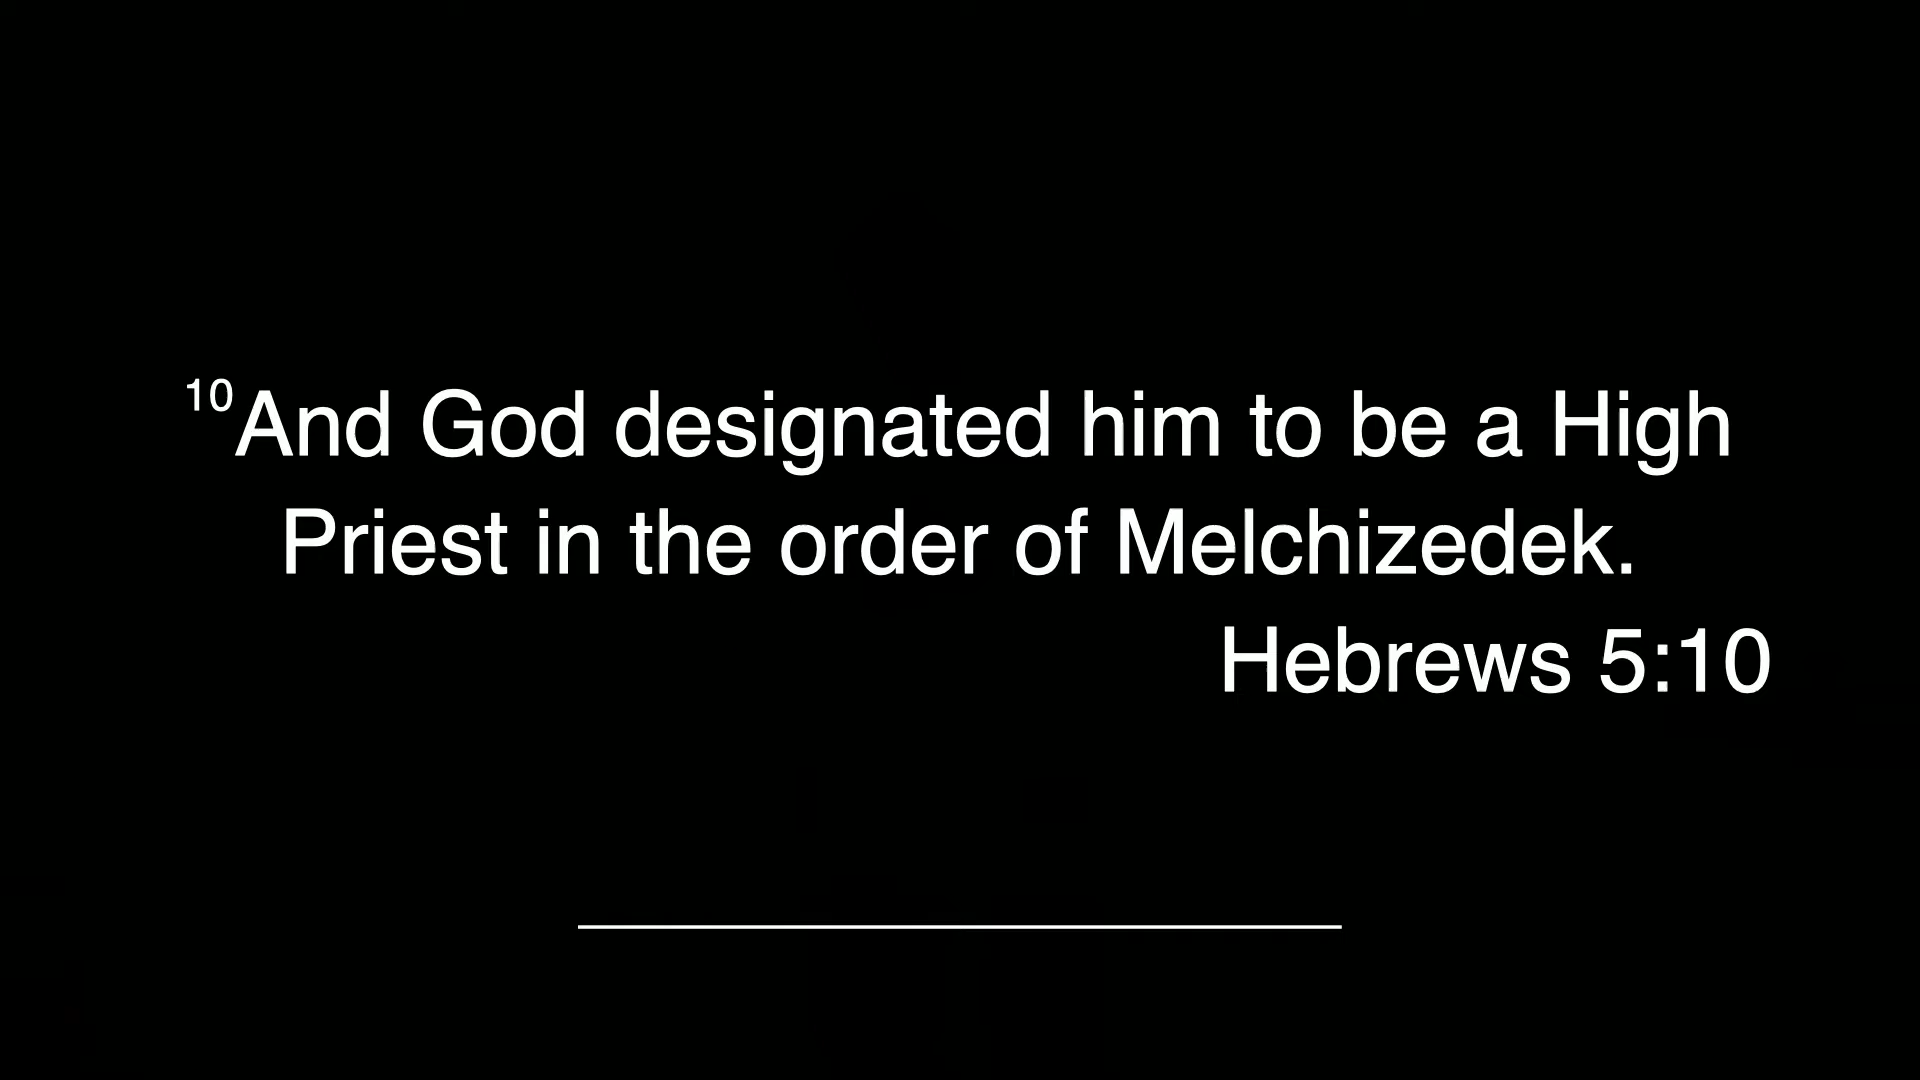 10And God designated him to be a High
Priest in the order of Melchizedek.
Hebrews 5:10